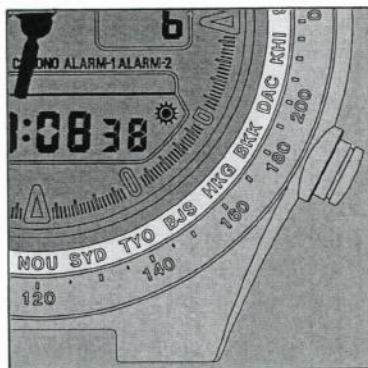 6
CHRONO ALARM-1 ALARM-2
:08 38
NOU SYD TYO BJS HKG BKK DAC KHI
120 140 160 180 200